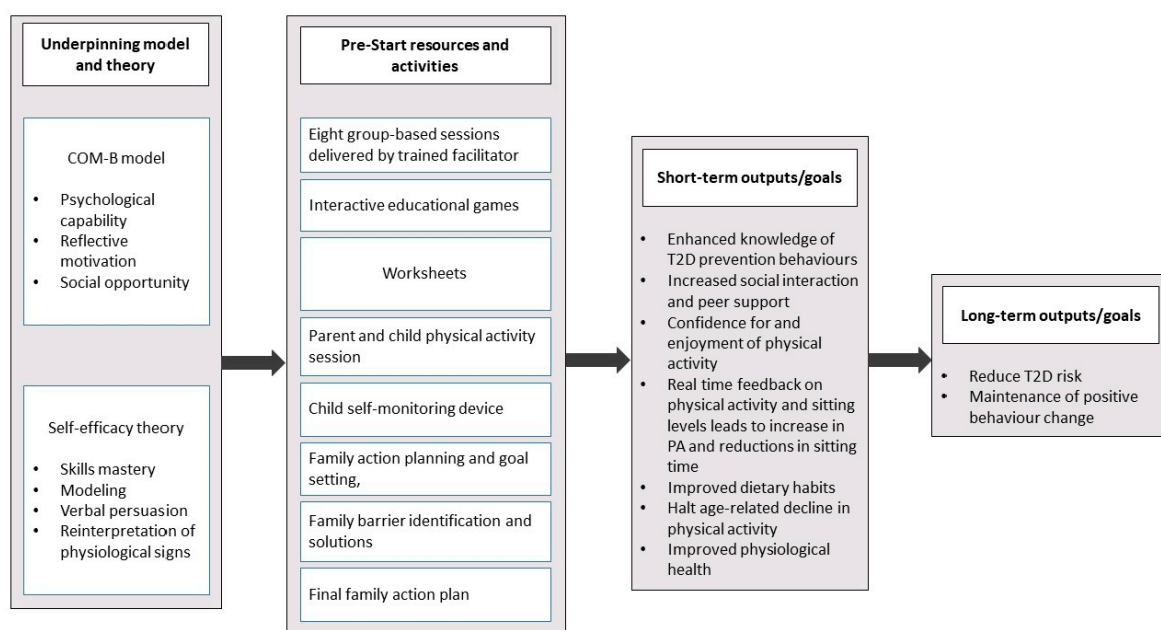 Underpinning model
and theory
COM-B model
• Psychological
capability
• Reflective
motivation
• Social opportunity
Self-efficacy theory
• Skills mastery
• Modeling
• Verbal persuasion
• Reinterpretation of
physiological signs
Pre-Start resources and
activities
Eight group-based sessions
delivered by trained facilitator
Interactive educational games
Worksheets
Parent and child physical activity
session
Child self-monitoring device
Family action planning and goal
setting,
Family barrier identification and
solutions
Final family action plan
Short-term outputs/goals
• Enhanced knowledge of
T2D prevention behaviours
• Increased social interaction
and peer support
• Confidence for and
enjoyment of physical
activity
• Real time feedback on
physical activity and sitting
levels leads to increase in
PA and reductions in sitting
time
• Improved dietary habits
• Halt age-related decline in
physical activity
• Improved physiological
health
Long-term outputs/goals
• Reduce T2D risk
• Maintenance of positive
behaviour change